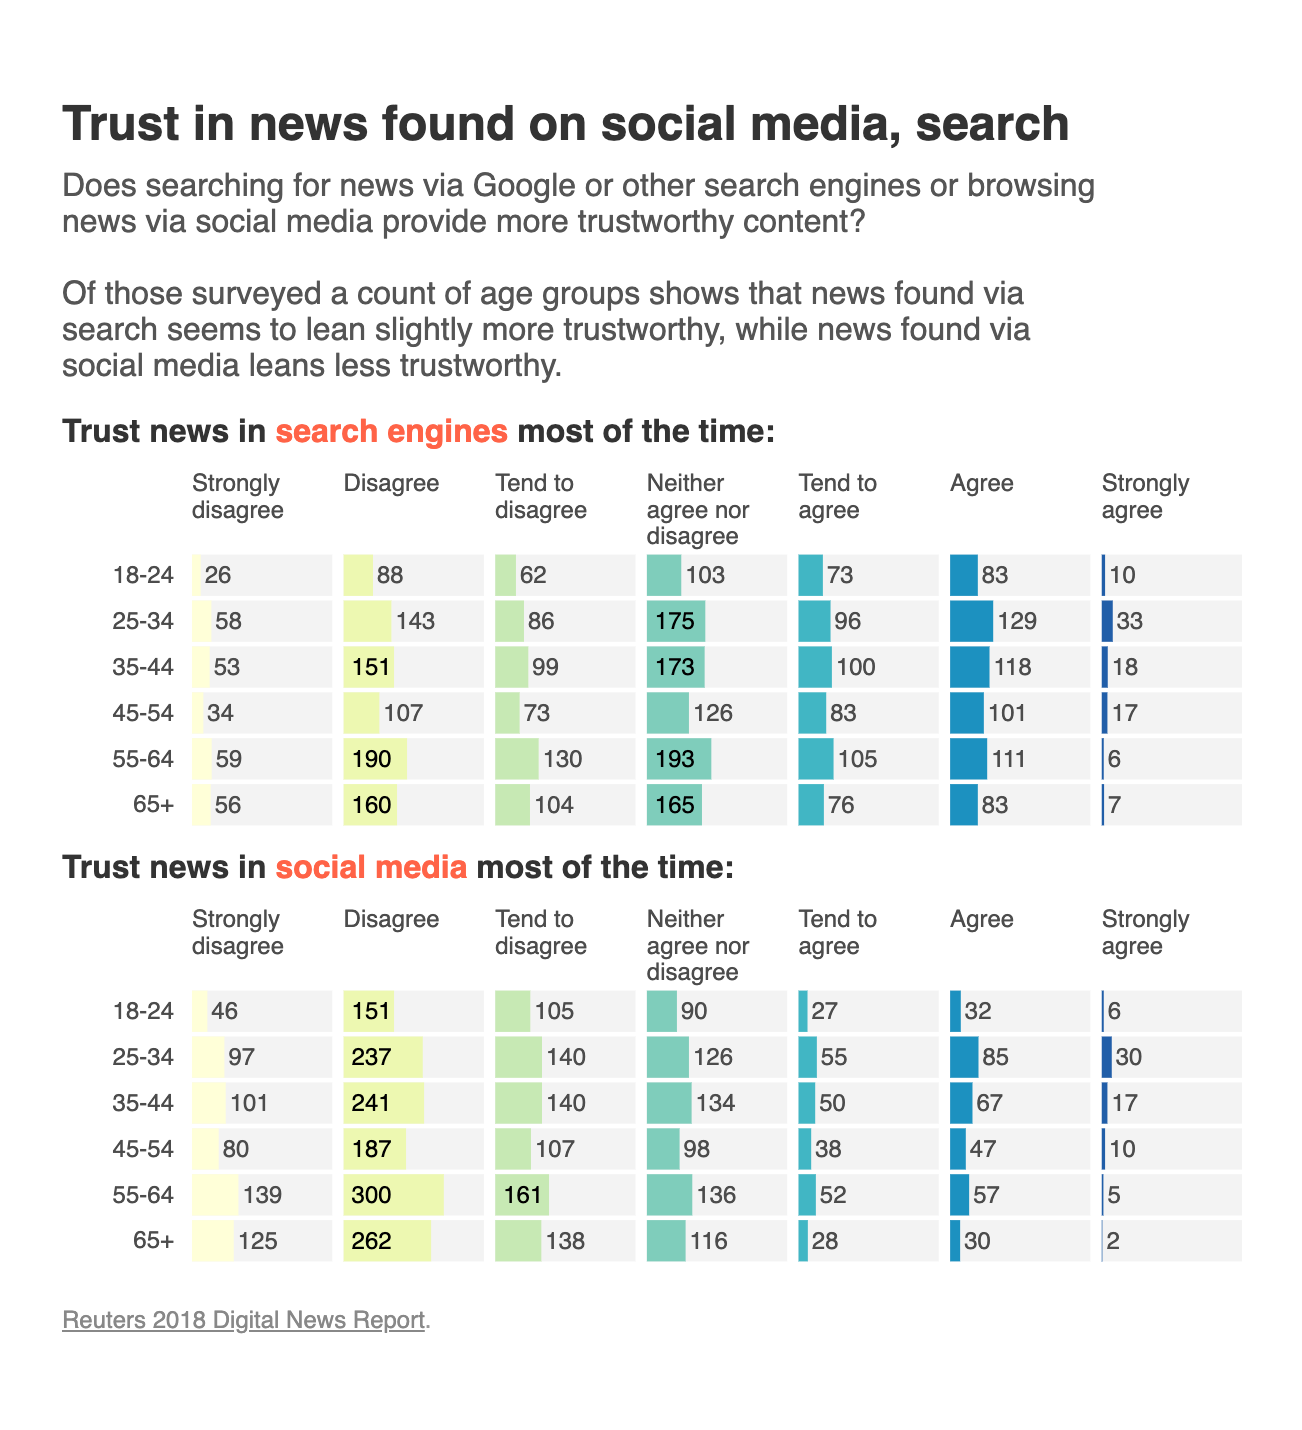 Trust in news found on social media, search
Does searching for news via Google or other search engines or browsing
news via social media provide more trustworthy content?
Of those surveyed a count of age groups shows that news found via
search seems to lean slightly more trustworthy, while news found via
social media leans less trustworthy.
Trust news in search engines most of the time:
Strongly disagree Disagree Tend to disagree Neither agree nor disagree Tend to agree Agree Strongly agree
18-24 26 88 62 103 73 83 10
25-34 58 143 86 175 96 129 33
35-44 53 151 99 173 100 118 18
45-54 34 107 73 126 83 101 17
55-64 59 190 130 193 105 111 6
65+ 56 160 104 165 76 83 7
Trust news in social media most of the time:
Strongly disagree Disagree Tend to disagree Neither agree nor disagree Tend to agree Agree Strongly agree
18-24 46 151 105 90 27 32 6
25-34 97 237 140 126 55 85 30
35-44 101 241 140 134 50 67 17
45-54 80 187 107 98 38 47 10
55-64 139 300 161 136 52 57 5
65+ 125 262 138 116 28 30 2
Reuters 2018 Digital News Report.